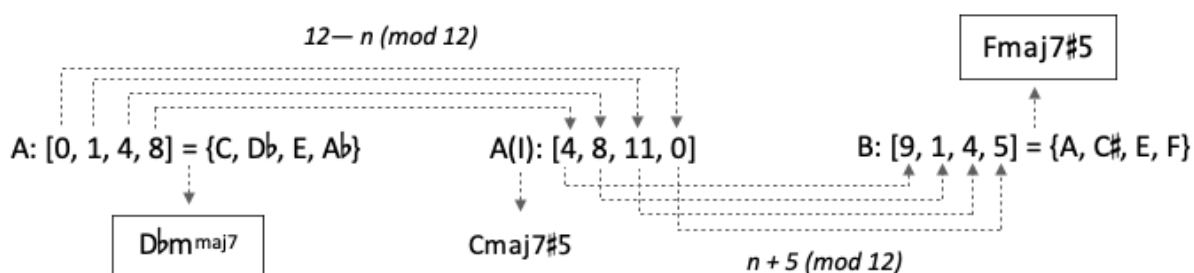 12— n (mod 12)
Fmaj7♯5
A: [0, 1, 4, 8] = {C, D♭, E, A♭}
A(I): [4, 8, 11, 0]
B: [9, 1, 4, 5] = {A, C♯, E, F}
D♭m maj7
Cmaj7♯5
n + 5 (mod 12)